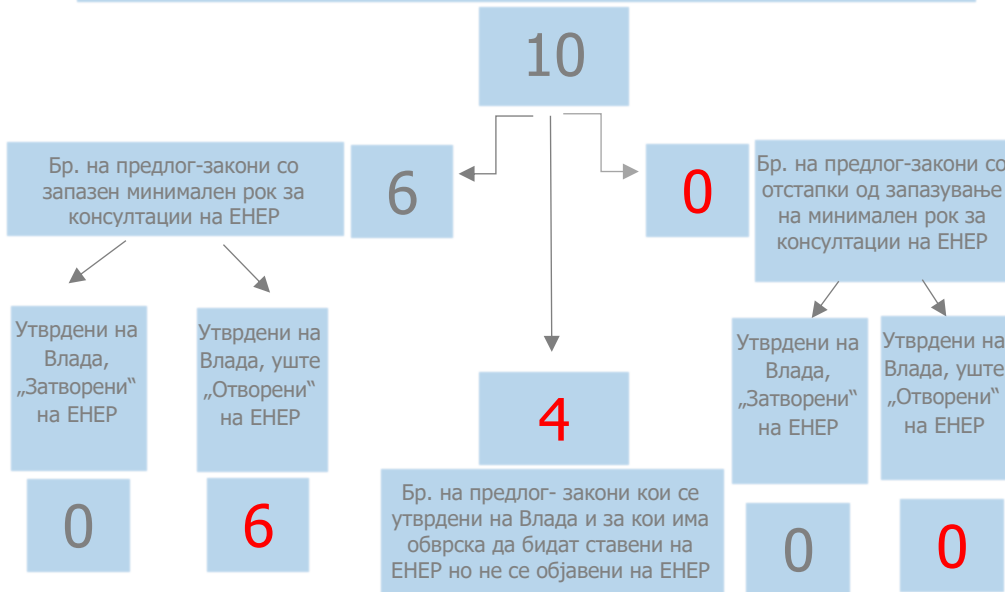 10
Бр. на предлог-закони со
запазен минимален рок за
консултации на ЕНЕР
6
0
Бр. на предлог-закони со
отстапки од запазување
на минимален рок за
консултации на ЕНЕР
Утврдени на
Влада,
„Затворени“
на ЕНЕР
Утврдени на
Влада, уште
„Отворени“
на ЕНЕР
4
Утврдени на
Влада,
„Затворени“
на ЕНЕР
Утврдени на
Влада, уште
„Отворени“
на ЕНЕР
0
6
Бр. на предлог- закони кои се
утврдени на Влада и за кои има
обврска да бидат ставени на
ЕНЕР но не се објавени на ЕНЕР
0
0